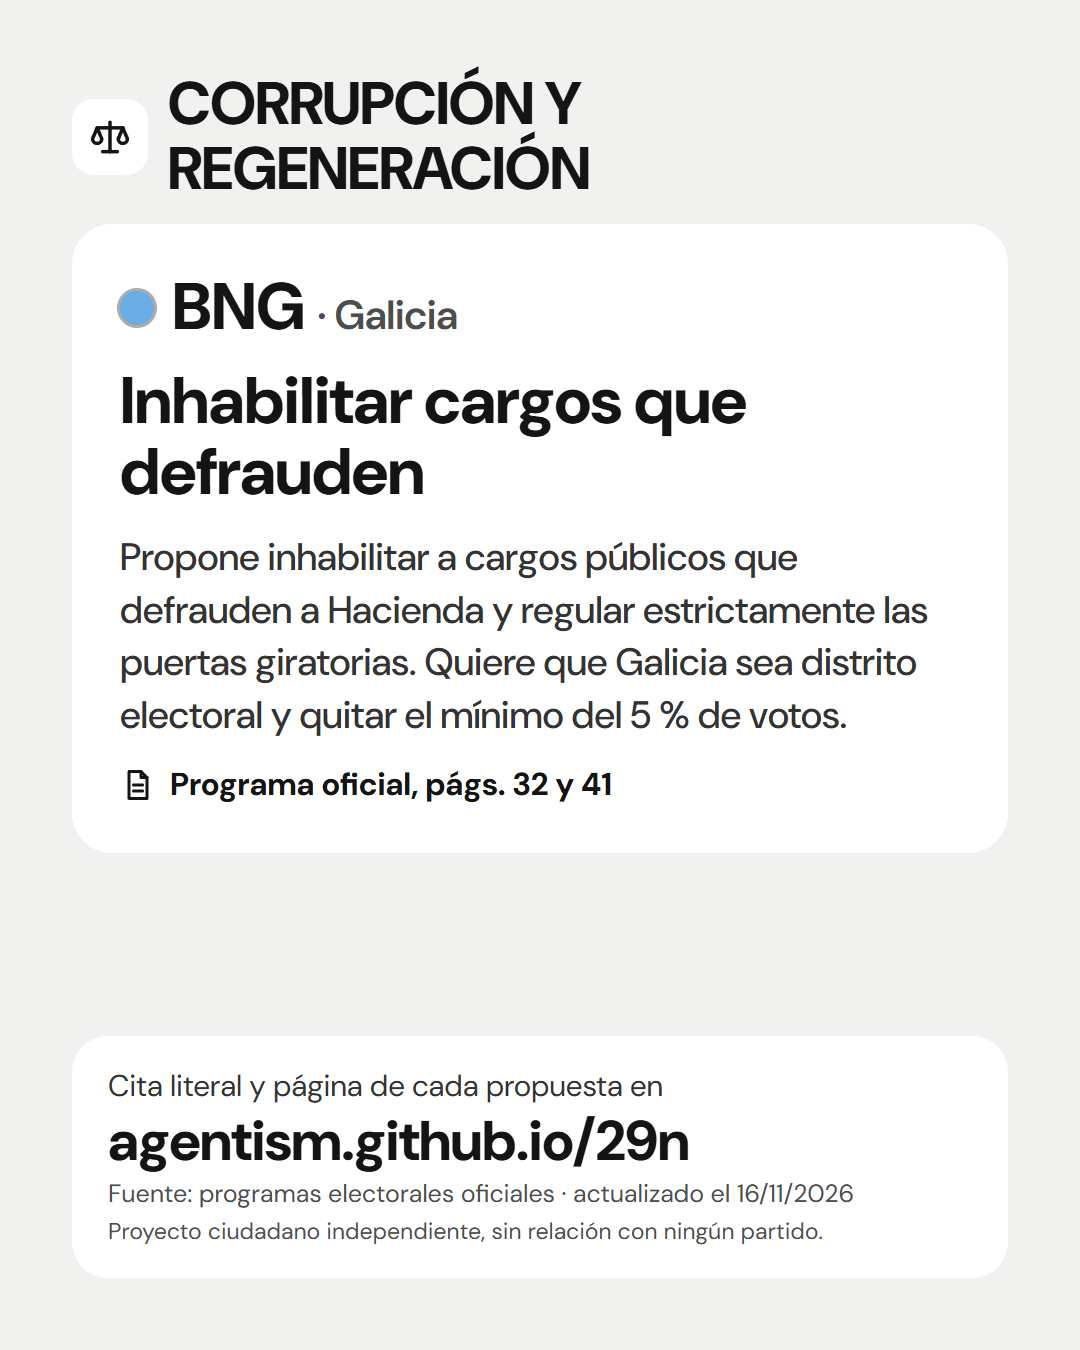 CORRUPCIÓN Y
REGENERACIÓN
BNG · Galicia
Inhabilitar cargos que
defrauden
Propone inhabilitar a cargos públicos que
defrauden a Hacienda y regular estrictamente las
puertas giratorias. Quiere que Galicia sea distrito
electoral y quitar el mínimo del 5 % de votos.
Programa oficial, págs. 32 y 41
Cita literal y página de cada propuesta en
agentism.github.io/29n
Fuente: programas electorales oficiales · actualizado el 16/11/2026
Proyecto ciudadano independiente, sin relación con ningún partido.